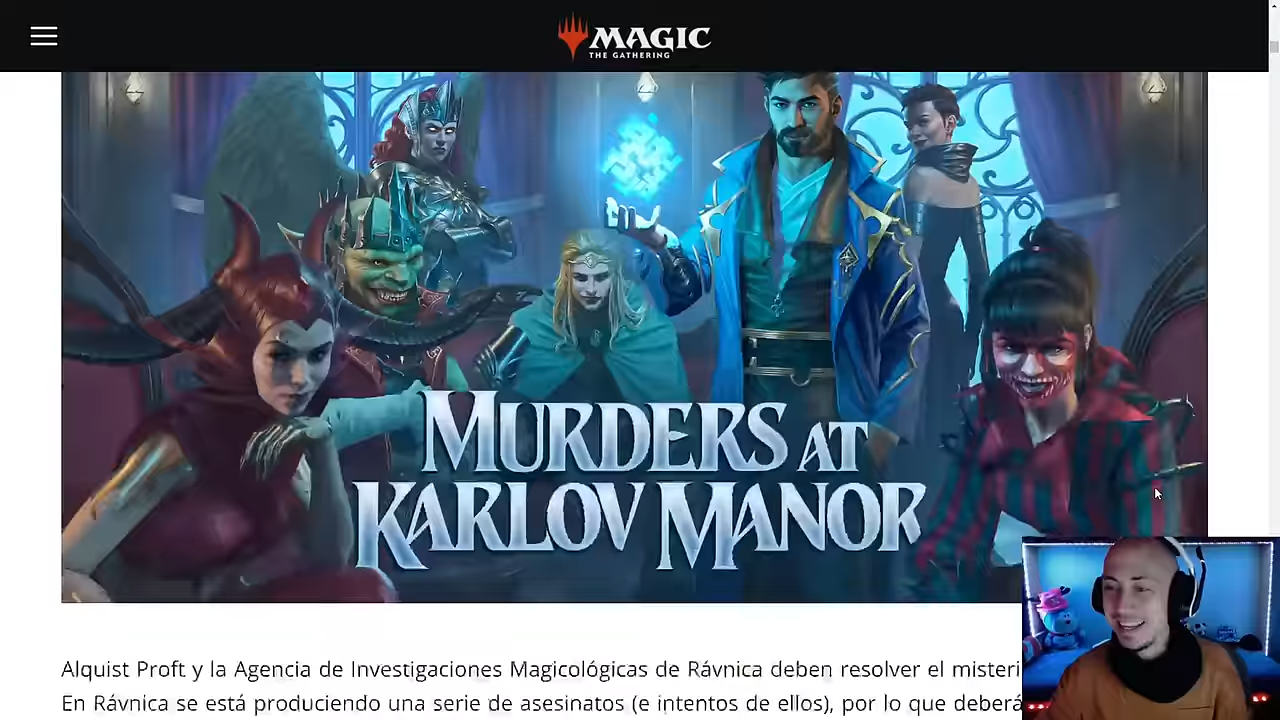 MAGIC
THE GATHERING
MURDERS AT
KARLOV MANOR
Alquist Proft y la Agencia de Investigaciones Magicológicas de Rávnica deben resolver el misteri
En Rávnica se está produciendo una serie de asesinatos (e intentos de ellos), por lo que deberá